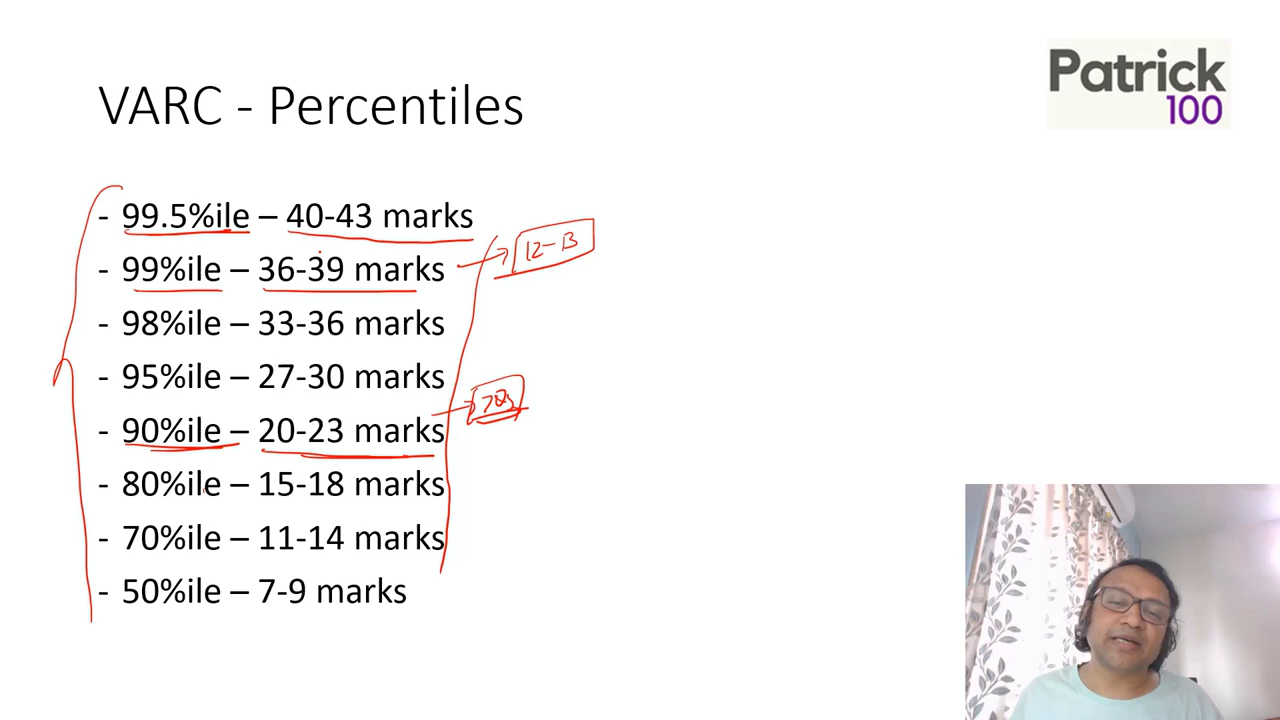 Patrick
100
VARC - Percentiles
- 99.5%ile – 40-43 marks
- 99%ile – 36-39 marks
12-13
- 98%ile – 33-36 marks
- 95%ile – 27-30 marks
- 90%ile – 20-23 marks
- 80%ile – 15-18 marks
- 70%ile – 11-14 marks
- 50%ile – 7-9 marks